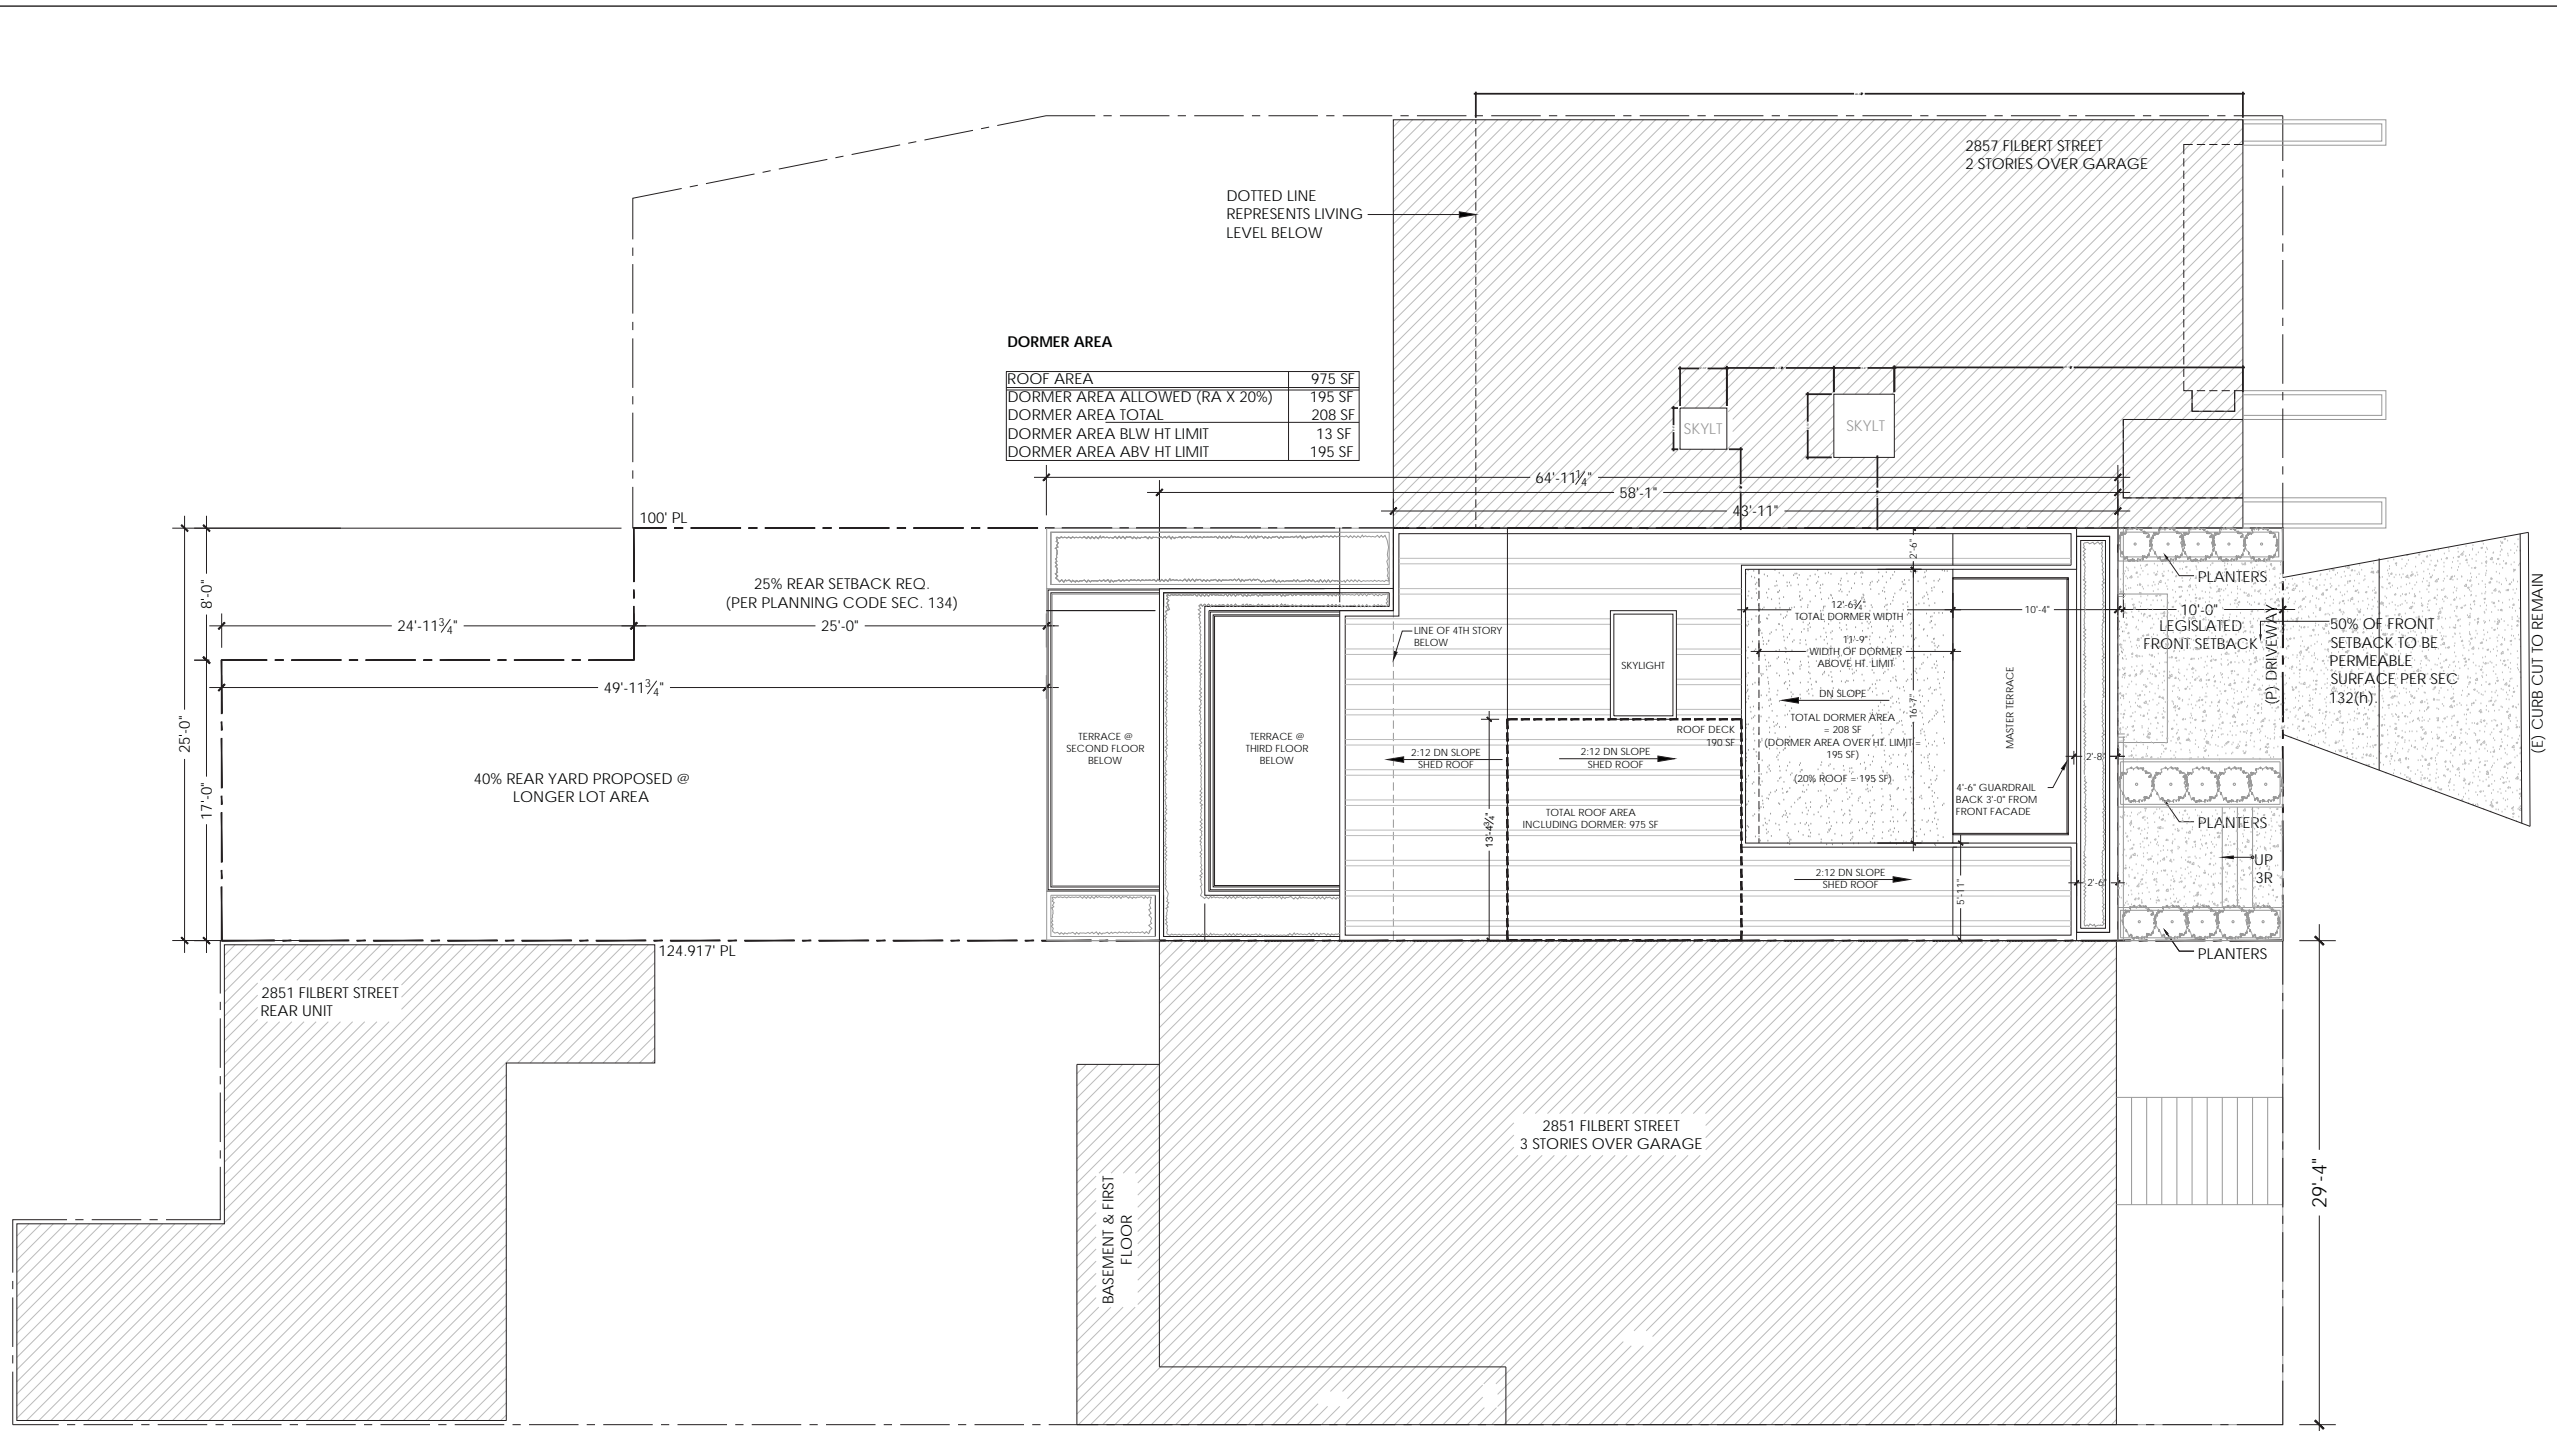 2857 FILBERT STREET
2 STORIES OVER GARAGE
DOTTED LINE
REPRESENTS LIVING
LEVEL BELOW
DORMER AREA
ROOF AREA 975 SF
DORMER AREA ALLOWED (RA X 20%) 195 SF
DORMER AREA TOTAL 208 SF
DORMER AREA BLW HT LIMIT 13 SF
DORMER AREA ABV HT LIMIT 195 SF
SKYLT
SKYLT
64'-11¼"
58'-1"
43'-11"
100' PL
25% REAR SETBACK REQ.
(PER PLANNING CODE SEC. 134)
24'-11¾"
25'-0"
8'-0"
49'-11¾"
25'-0"
17'-0"
40% REAR YARD PROPOSED @
LONGER LOT AREA
TERRACE @
SECOND FLOOR
BELOW
TERRACE @
THIRD FLOOR
BELOW
LINE OF 4TH STORY
BELOW
SKYLIGHT
ROOF DECK
190 SF
2:12 DN SLOPE
SHED ROOF
2:12 DN SLOPE
SHED ROOF
13'-4¾"
TOTAL ROOF AREA
INCLUDING DORMER: 975 SF
2'-6"
12'-6¾"
TOTAL DORMER WIDTH
11'-9"
WIDTH OF DORMER
ABOVE HT. LIMIT
DN SLOPE
16'-7"
TOTAL DORMER AREA
= 208 SF
(DORMER AREA OVER HT. LIMIT =
195 SF)
(20% ROOF = 195 SF)
10'-4"
MASTER TERRACE
2'-8"
4'-6" GUARDRAIL
BACK 3'-0" FROM
FRONT FACADE
2:12 DN SLOPE
SHED ROOF
5'-11"
2'-6"
PLANTERS
10'-0"
LEGISLATED
FRONT SETBACK
(P) DRIVEWAY
50% OF FRONT
SETBACK TO BE
PERMEABLE
SURFACE PER SEC
132(h).
(E) CURB CUT TO REMAIN
PLANTERS
UP
3R
PLANTERS
124.917' PL
2851 FILBERT STREET
REAR UNIT
BASEMENT & FIRST
FLOOR
2851 FILBERT STREET
3 STORIES OVER GARAGE
29'-4"